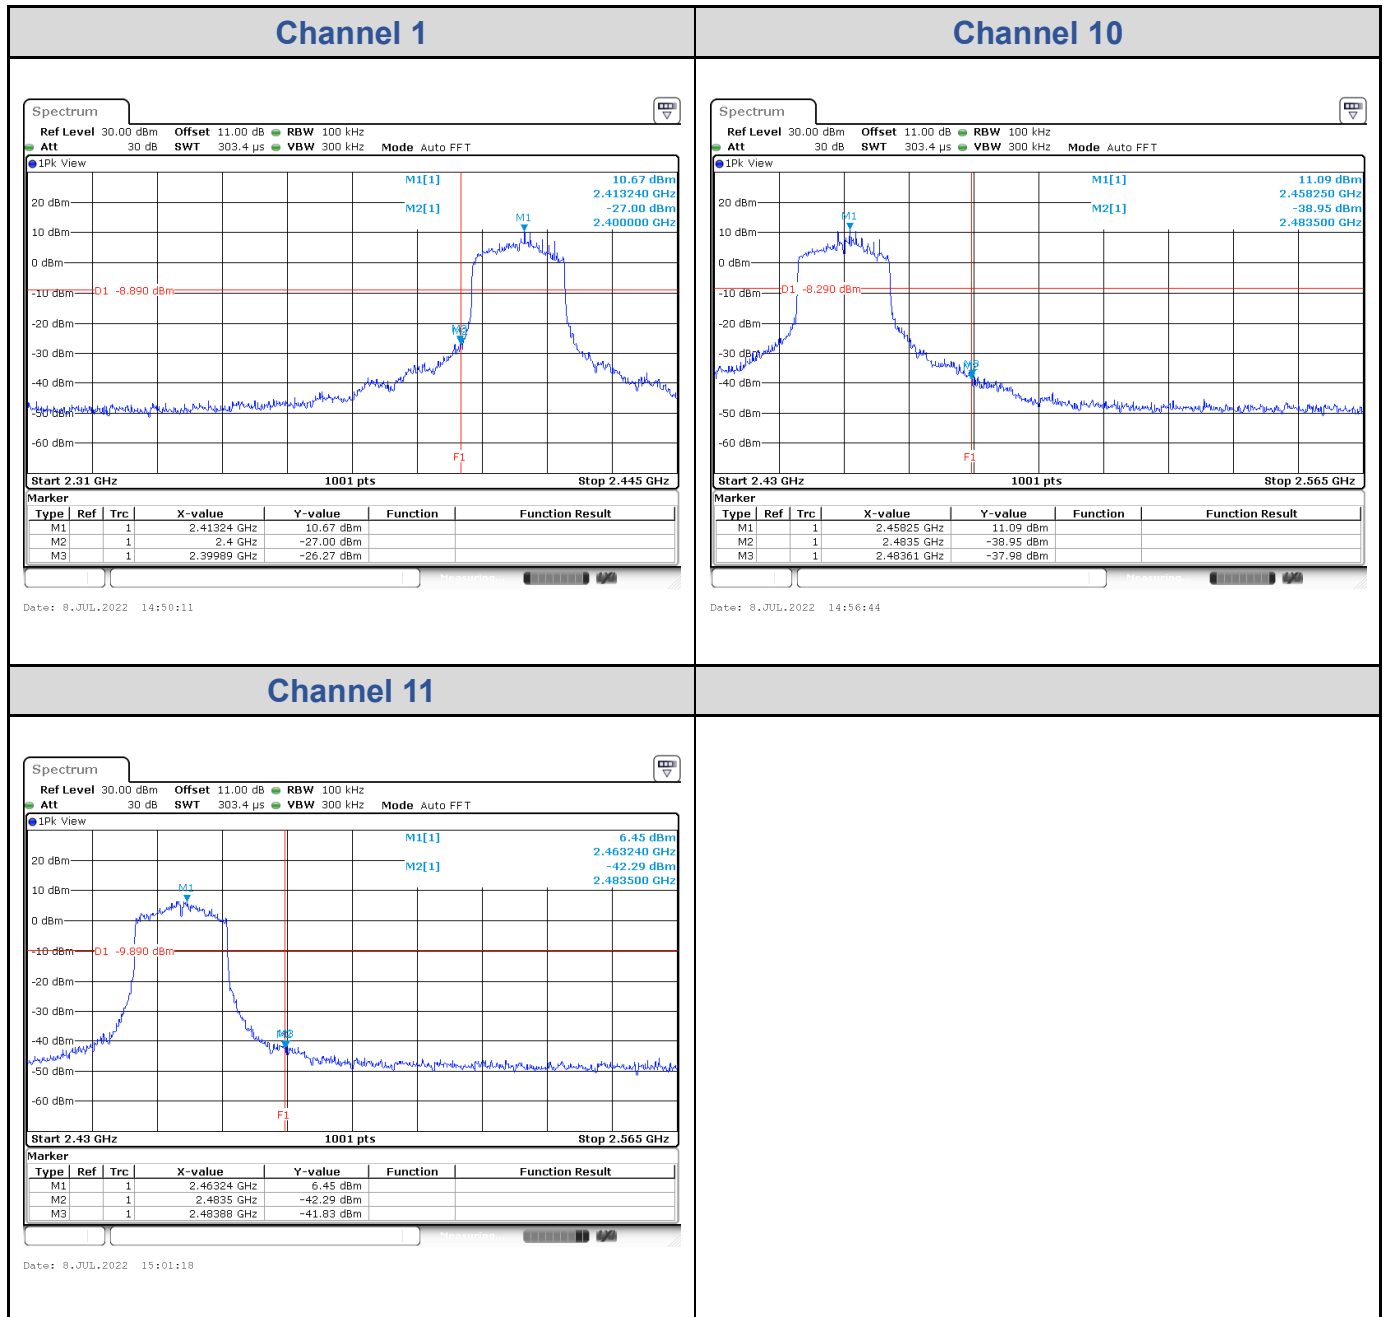 Channel 1
Spectrum
Ref Level 30.00 dBm Offset 11.00 dB RBW 100 kHz
Att 30 dB SWT 303.4 µs VBW 300 kHz Mode Auto FFT
1Pk View
M1[1] 10.67 dBm
2.413240 GHz
M2[1] -27.00 dBm
2.400000 GHz
20 dBm
M1
10 dBm
0 dBm
-10 dBm
D1 -8.890 dBm
-20 dBm
-30 dBm
-40 dBm
-50 dBm
-60 dBm
F1
Start 2.31 GHz 1001 pts Stop 2.445 GHz
Marker
Type Ref Trc X-value Y-value Function Function Result
M1 1 2.41324 GHz 10.67 dBm
M2 1 2.4 GHz -27.00 dBm
M3 1 2.39989 GHz -26.27 dBm
Measuring
Date: 8.JUL.2022 14:50:11
Channel 10
Spectrum
Ref Level 30.00 dBm Offset 11.00 dB RBW 100 kHz
Att 30 dB SWT 303.4 µs VBW 300 kHz Mode Auto FFT
1Pk View
M1[1] 11.09 dBm
2.458250 GHz
M2[1] -38.95 dBm
2.483500 GHz
20 dBm
M1
10 dBm
0 dBm
-10 dBm
D1 -8.290 dBm
-20 dBm
-30 dBm
-40 dBm
-50 dBm
-60 dBm
F1
Start 2.43 GHz 1001 pts Stop 2.565 GHz
Marker
Type Ref Trc X-value Y-value Function Function Result
M1 1 2.45825 GHz 11.09 dBm
M2 1 2.4835 GHz -38.95 dBm
M3 1 2.48361 GHz -37.98 dBm
Measuring
Date: 8.JUL.2022 14:56:44
Channel 11
Spectrum
Ref Level 30.00 dBm Offset 11.00 dB RBW 100 kHz
Att 30 dB SWT 303.4 µs VBW 300 kHz Mode Auto FFT
1Pk View
M1[1] 6.45 dBm
2.463240 GHz
M2[1] -42.29 dBm
2.483500 GHz
20 dBm
M1
10 dBm
0 dBm
-10 dBm
D1 -9.890 dBm
-20 dBm
-30 dBm
-40 dBm
-50 dBm
-60 dBm
F1
Start 2.43 GHz 1001 pts Stop 2.565 GHz
Marker
Type Ref Trc X-value Y-value Function Function Result
M1 1 2.46324 GHz 6.45 dBm
M2 1 2.4835 GHz -42.29 dBm
M3 1 2.48388 GHz -41.83 dBm
Measuring
Date: 8.JUL.2022 15:01:18